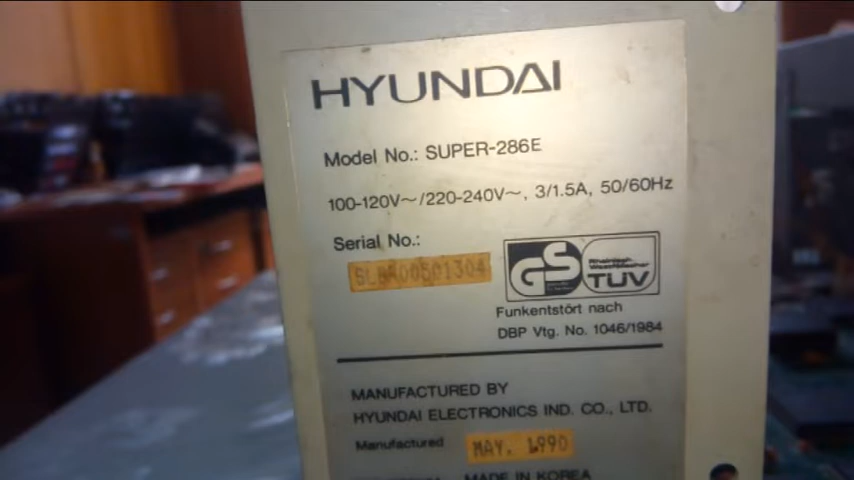 HYUNDAI
Model No.: SUPER-286E
100-120V～/220-240V～, 3/1.5A, 50/60Hz
Serial No.:
GS
TÜV
Funkentstört nach
DBP Vtg. No. 1046/1984
MANUFACTURED BY
HYUNDAI ELECTRONICS IND. CO., LTD.
Manufactured MAY. 1990
MADE IN KOREA